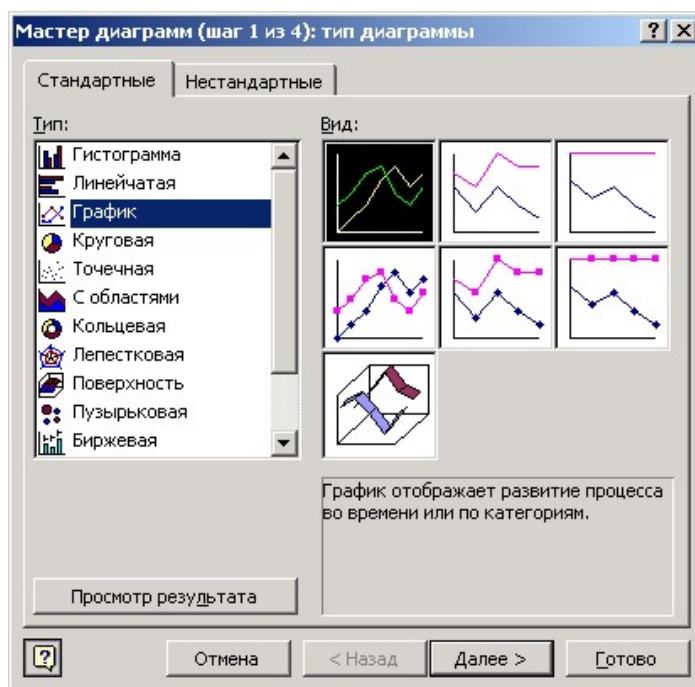 Мастер диаграмм (шаг 1 из 4): тип диаграммы
Стандартные
Нестандартные
Тип:
Гистограмма
Линейчатая
График
Круговая
Точечная
С областями
Кольцевая
Лепестковая
Поверхность
Пузырьковая
Биржевая
Вид:
График отображает развитие процесса
во времени или по категориям.
Просмотр результата
Отмена
< Назад
Далее >
Готово